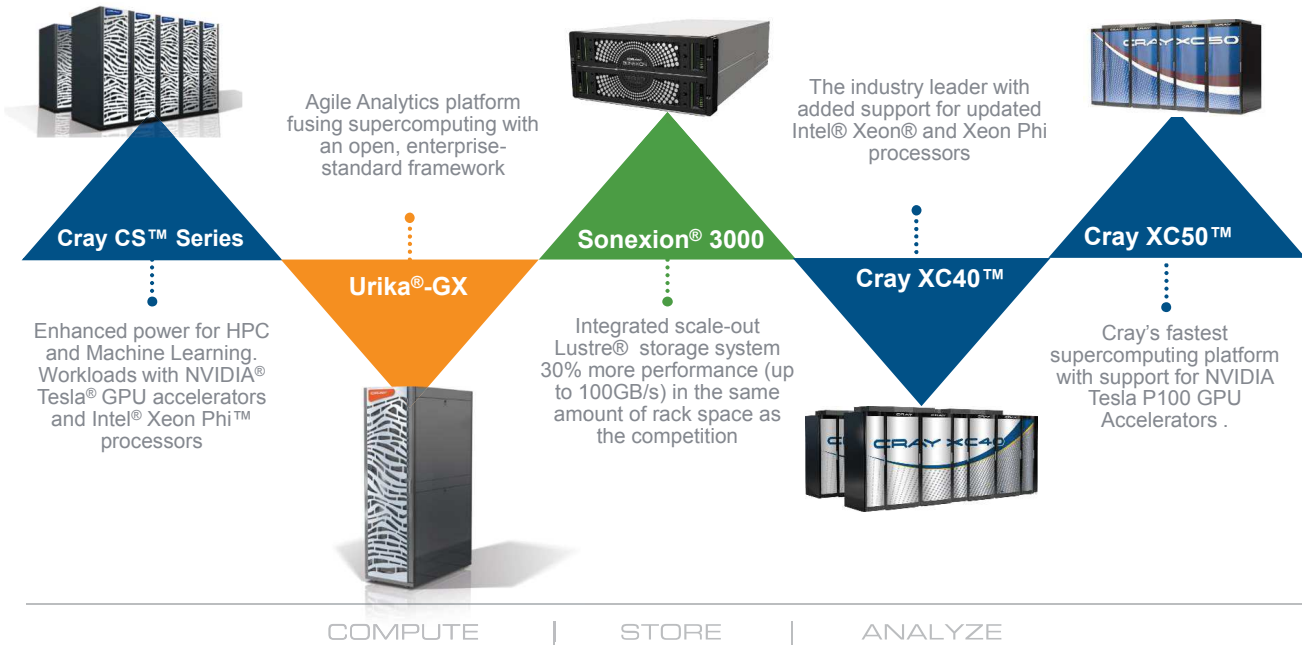 Agile Analytics platform
fusing supercomputing with
an open, enterprise-
standard framework
The industry leader with
added support for updated
Intel® Xeon® and Xeon Phi
processors
CRAY XC50
Cray CS™ Series
Urika®-GX
Sonexion® 3000
Cray XC40™
Cray XC50™
Enhanced power for HPC
and Machine Learning.
Workloads with NVIDIA®
Tesla® GPU accelerators
and Intel® Xeon Phi™
processors
Integrated scale-out
Lustre® storage system
30% more performance (up
to 100GB/s) in the same
amount of rack space as
the competition
Cray’s fastest
supercomputing platform
with support for NVIDIA
Tesla P100 GPU
Accelerators .
CRAY XC40
COMPUTE | STORE | ANALYZE